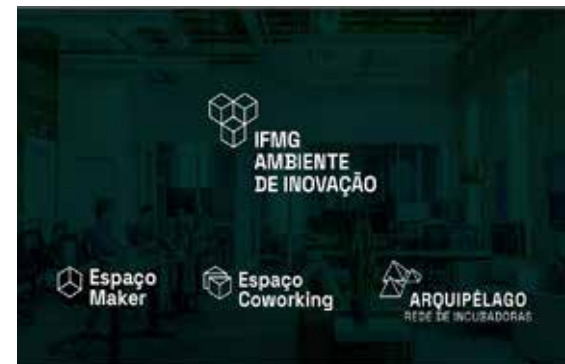 IFMG
AMBIENTE
DE INOVAÇÃO
Espaço
Maker
Espaço
Coworking
ARQUIPÉLAGO
REDE DE INCUBADORAS